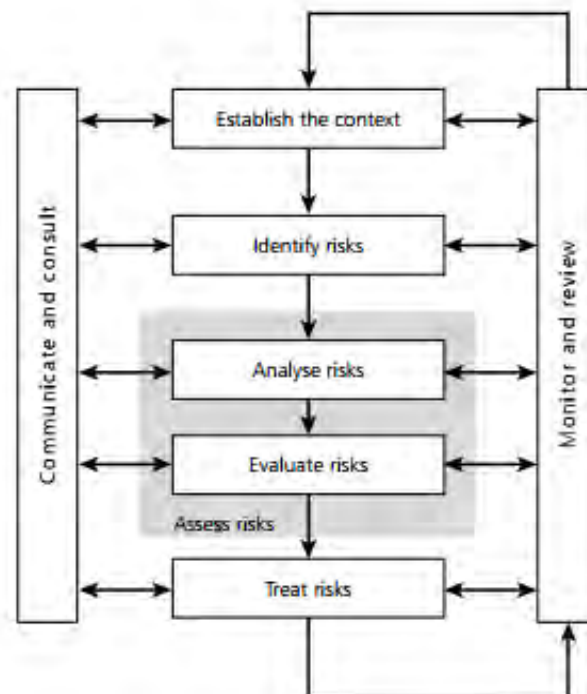 Establish the context
Communicate and consult
Identify risks
Monitor and review
Analyse risks
Evaluate risks
Assess risks
Treat risks